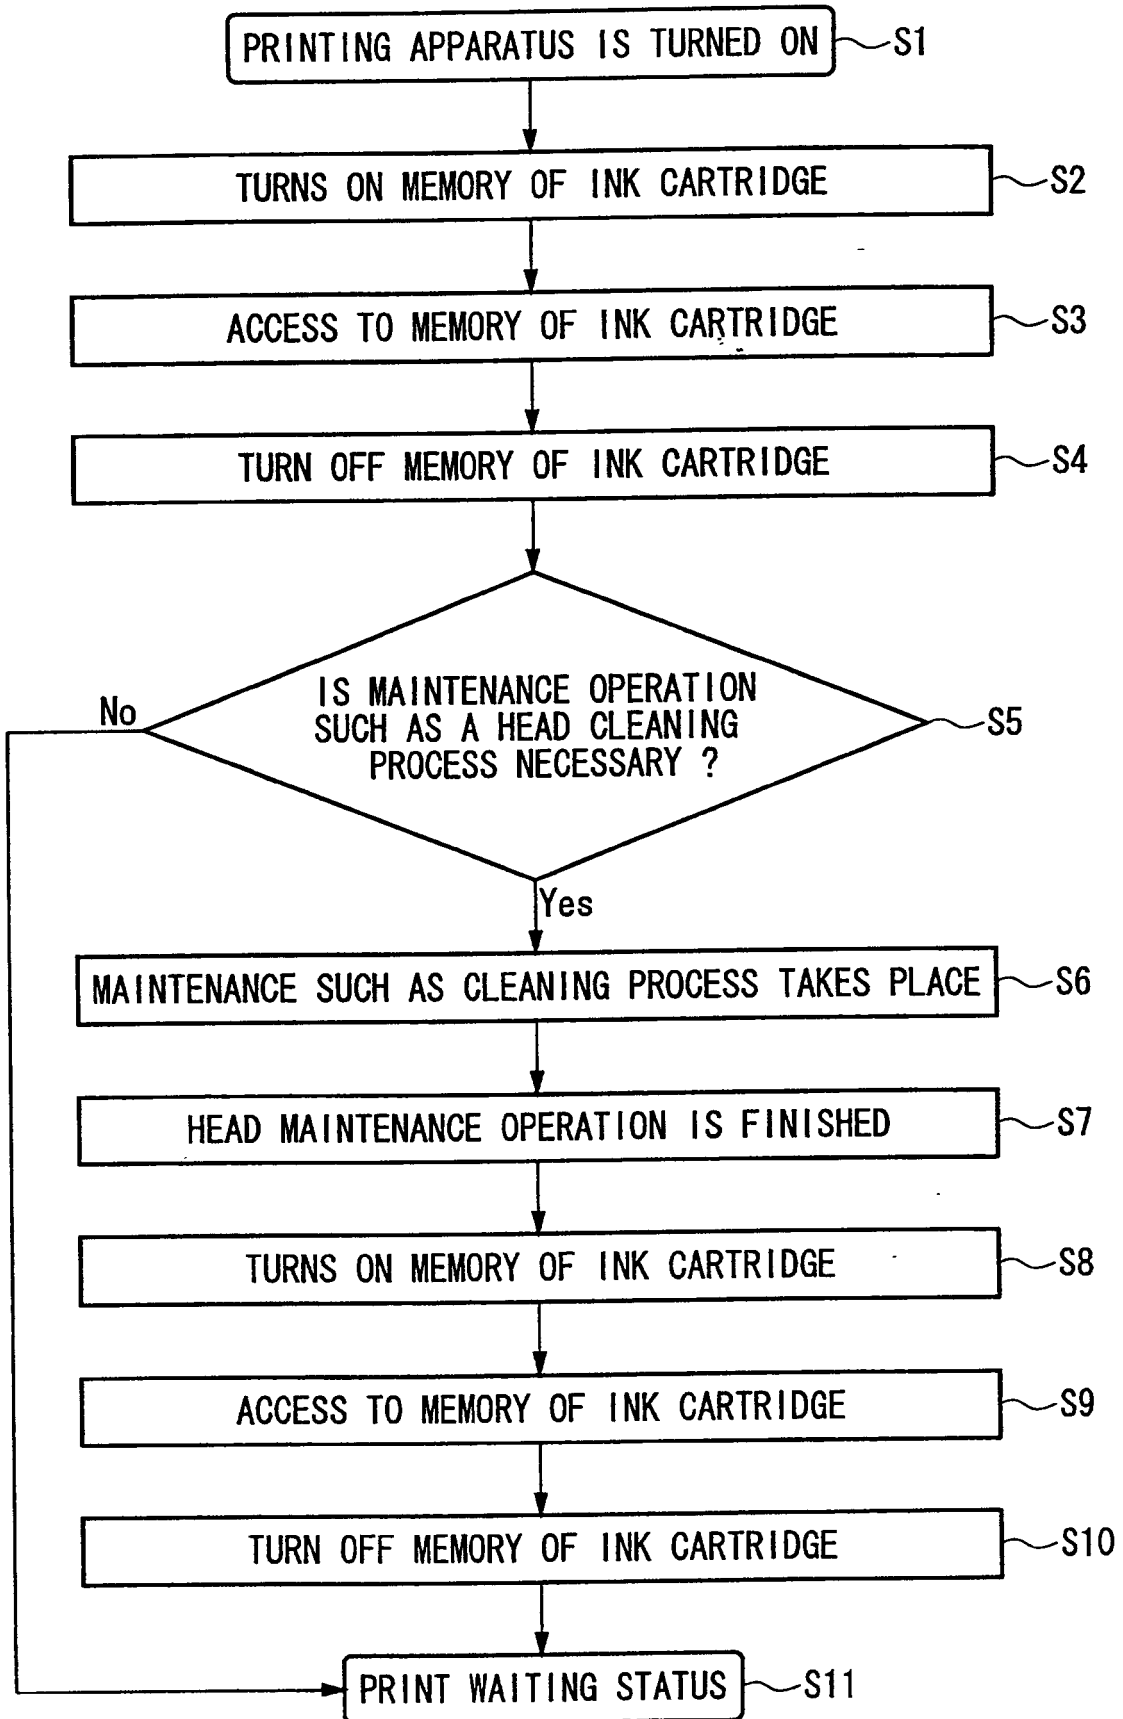 PRINTING APPARATUS IS TURNED ON
S1
TURNS ON MEMORY OF INK CARTRIDGE
S2
ACCESS TO MEMORY OF INK CARTRIDGE
S3
TURN OFF MEMORY OF INK CARTRIDGE
S4
IS MAINTENANCE OPERATION
SUCH AS A HEAD CLEANING
PROCESS NECESSARY ?
S5
No
Yes
MAINTENANCE SUCH AS CLEANING PROCESS TAKES PLACE
S6
HEAD MAINTENANCE OPERATION IS FINISHED
S7
TURNS ON MEMORY OF INK CARTRIDGE
S8
ACCESS TO MEMORY OF INK CARTRIDGE
S9
TURN OFF MEMORY OF INK CARTRIDGE
S10
PRINT WAITING STATUS
S11